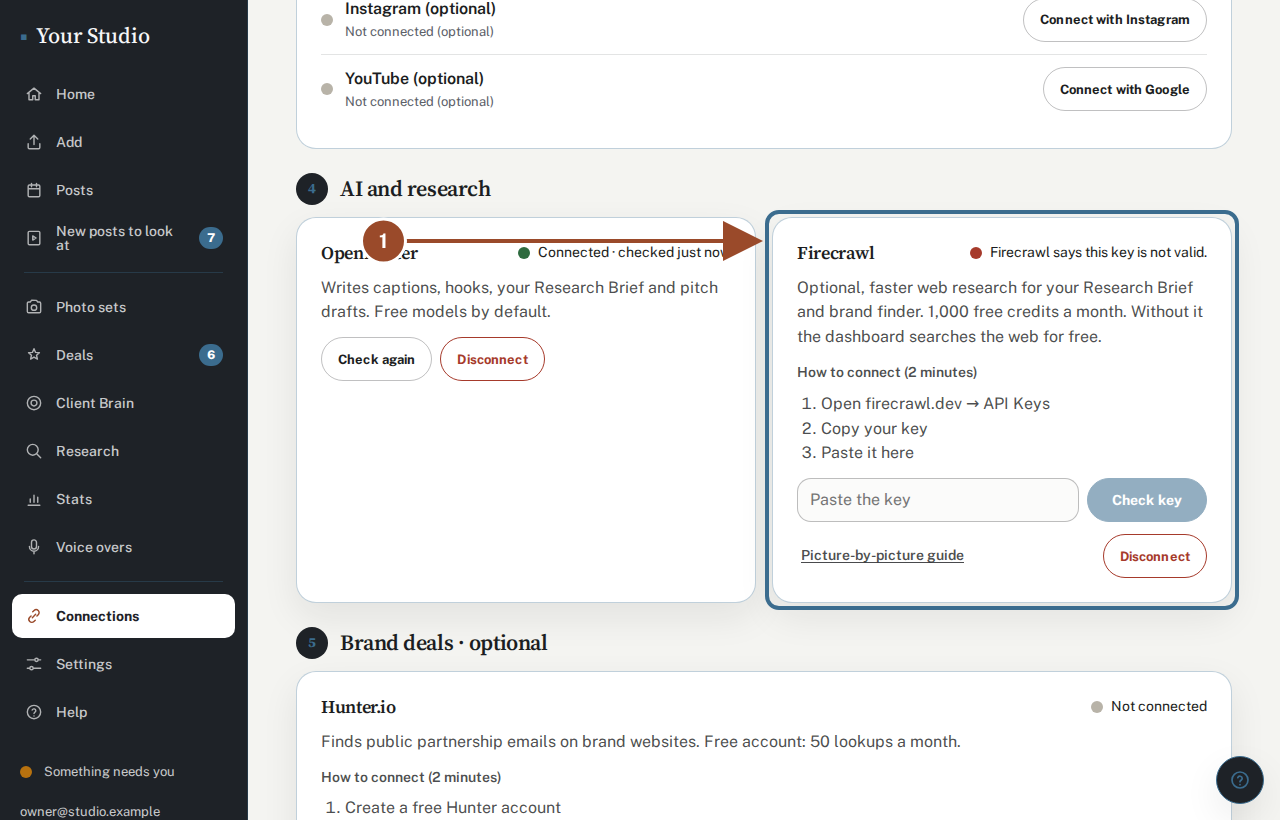 Your Studio
Home
Add
Posts
New posts to look
at
7
Photo sets
Deals
6
Client Brain
Research
Stats
Voice overs
Connections
Settings
Help
Something needs you
owner@studio.example
Instagram (optional)
Not connected (optional)
Connect with Instagram
YouTube (optional)
Not connected (optional)
Connect with Google
4
AI and research
1
Connected · checked just now
Writes captions, hooks, your Research Brief and pitch
drafts. Free models by default.
Check again
Disconnect
Firecrawl
Firecrawl says this key is not valid.
Optional, faster web research for your Research Brief
and brand finder. 1,000 free credits a month. Without it
the dashboard searches the web for free.
How to connect (2 minutes)
1. Open firecrawl.dev → API Keys
2. Copy your key
3. Paste it here
Paste the key
Check key
Picture-by-picture guide
Disconnect
5
Brand deals · optional
Hunter.io
Not connected
Finds public partnership emails on brand websites. Free account: 50 lookups a month.
How to connect (2 minutes)
1. Create a free Hunter account